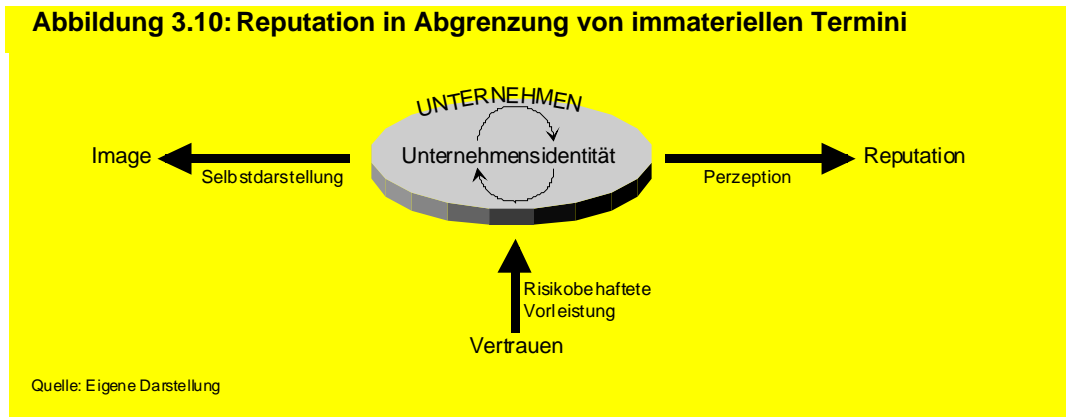 Abbildung 3.10: Reputation in Abgrenzung von immateriellen Termini
UNTERNEHMEN
Image
Unternehmensidentität
Reputation
Selbstdarstellung
Perzeption
Risikobehaftete
Vorleistung
Vertrauen
Quelle: Eigene Darstellung